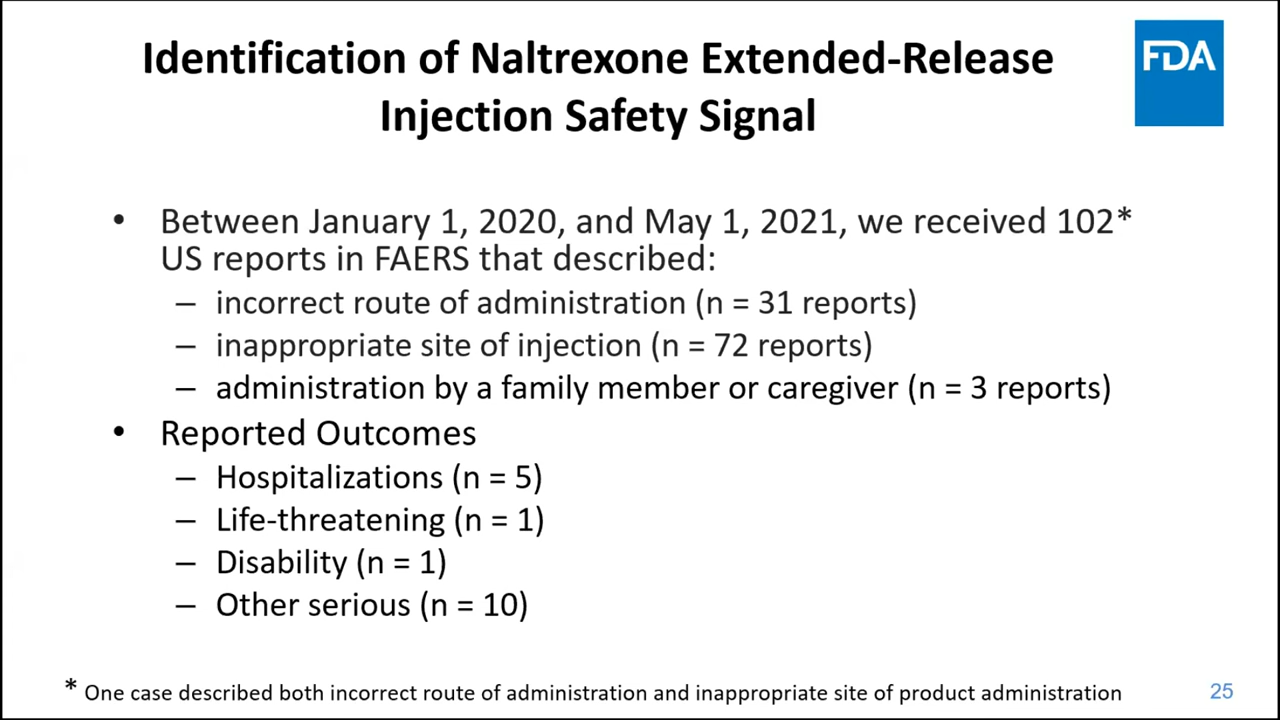 Identification of Naltrexone Extended-Release
Injection Safety Signal
FDA
• Between January 1, 2020, and May 1, 2021, we received 102*
US reports in FAERS that described:
– incorrect route of administration (n = 31 reports)
– inappropriate site of injection (n = 72 reports)
– administration by a family member or caregiver (n = 3 reports)
• Reported Outcomes
– Hospitalizations (n = 5)
– Life-threatening (n = 1)
– Disability (n = 1)
– Other serious (n = 10)
* One case described both incorrect route of administration and inappropriate site of product administration
25